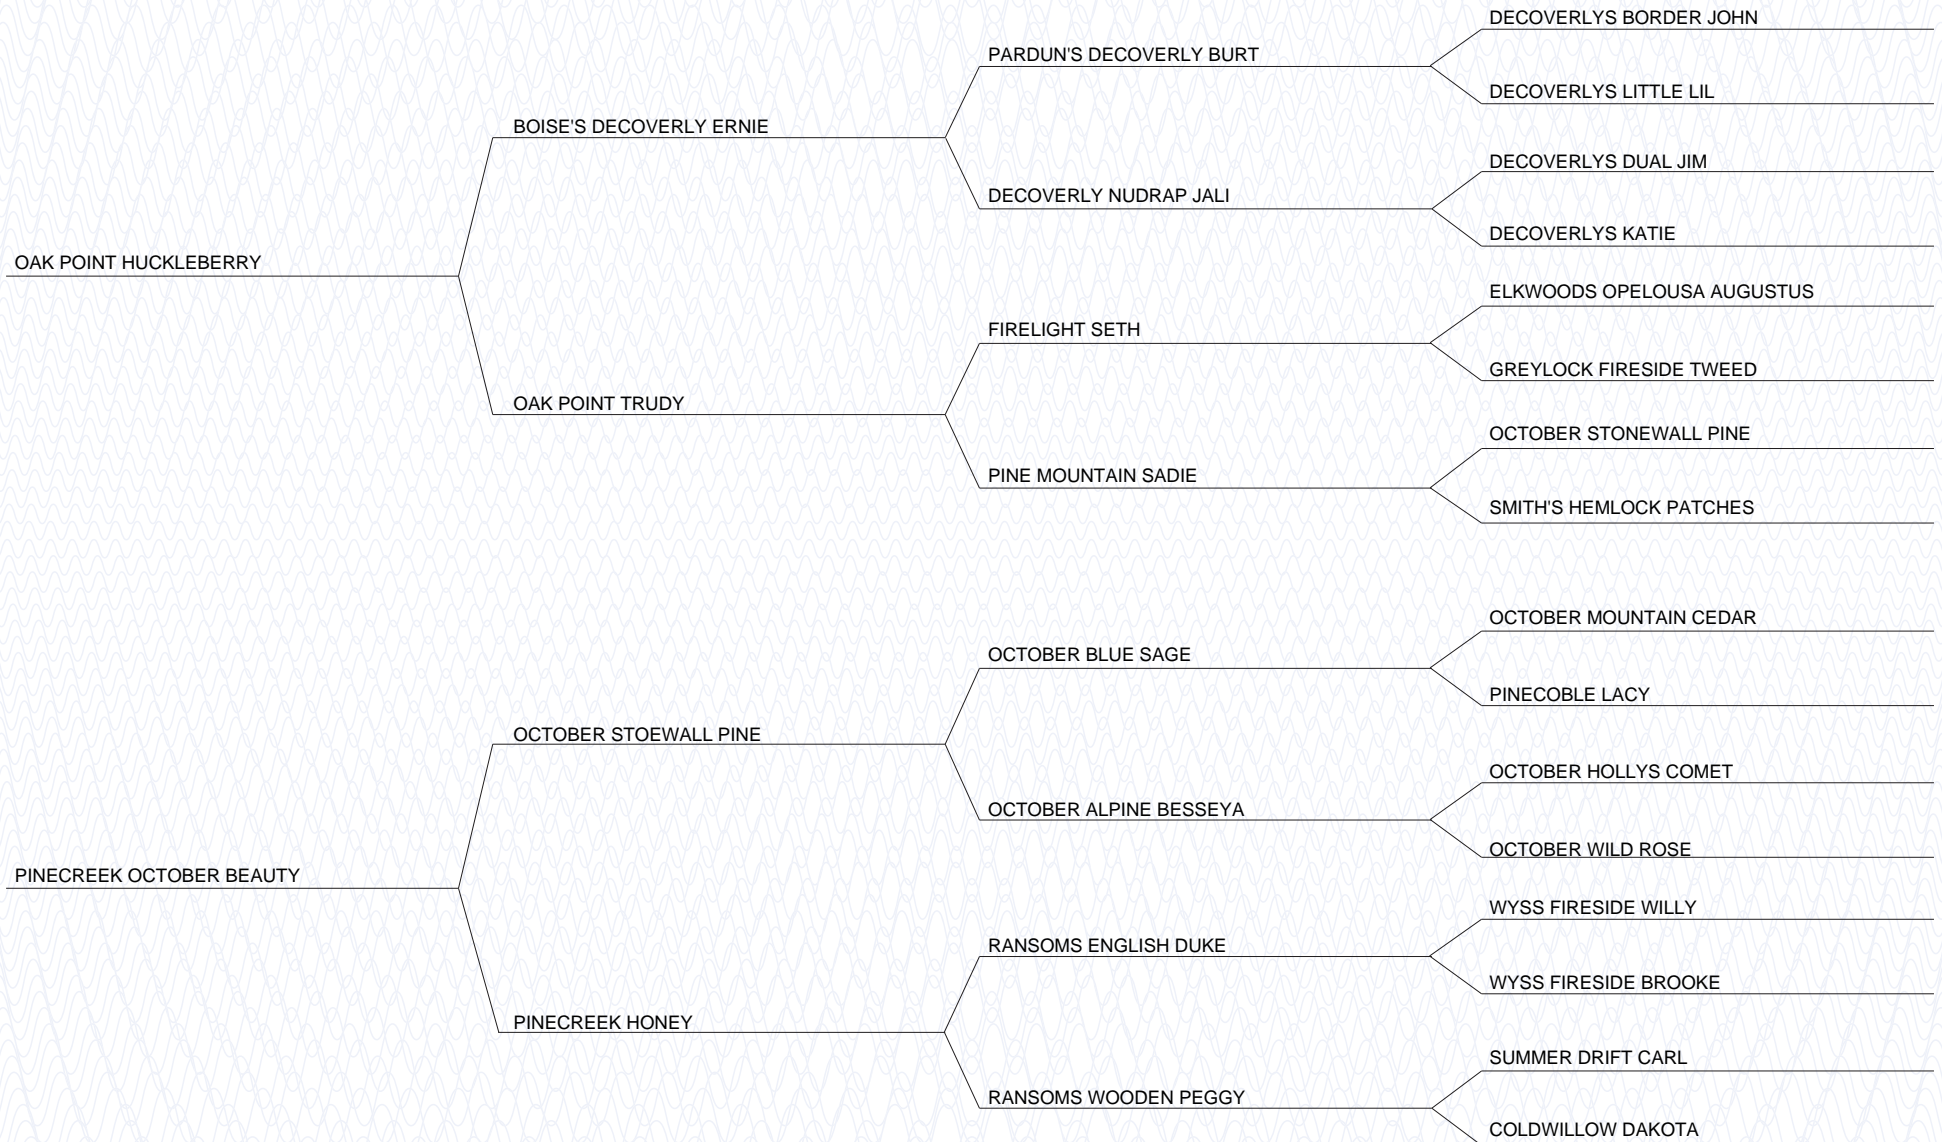 DECOVERLYS BORDER JOHN
PARDUN'S DECOVERLY BURT
DECOVERLYS LITTLE LIL
BOISE'S DECOVERLY ERNIE
DECOVERLYS DUAL JIM
DECOVERLY NUDRAP JALI
DECOVERLYS KATIE
OAK POINT HUCKLEBERRY
ELKWOODS OPELOUSA AUGUSTUS
FIRELIGHT SETH
GREYLOCK FIRESIDE TWEED
OAK POINT TRUDY
OCTOBER STONEWALL PINE
PINE MOUNTAIN SADIE
SMITH'S HEMLOCK PATCHES
OCTOBER MOUNTAIN CEDAR
OCTOBER BLUE SAGE
PINECOBLE LACY
OCTOBER STOEWALL PINE
OCTOBER HOLLYS COMET
OCTOBER ALPINE BESSEYA
OCTOBER WILD ROSE
PINECREEK OCTOBER BEAUTY
WYSS FIRESIDE WILLY
RANSOMS ENGLISH DUKE
WYSS FIRESIDE BROOKE
PINECREEK HONEY
SUMMER DRIFT CARL
RANSOMS WOODEN PEGGY
COLDWILLOW DAKOTA